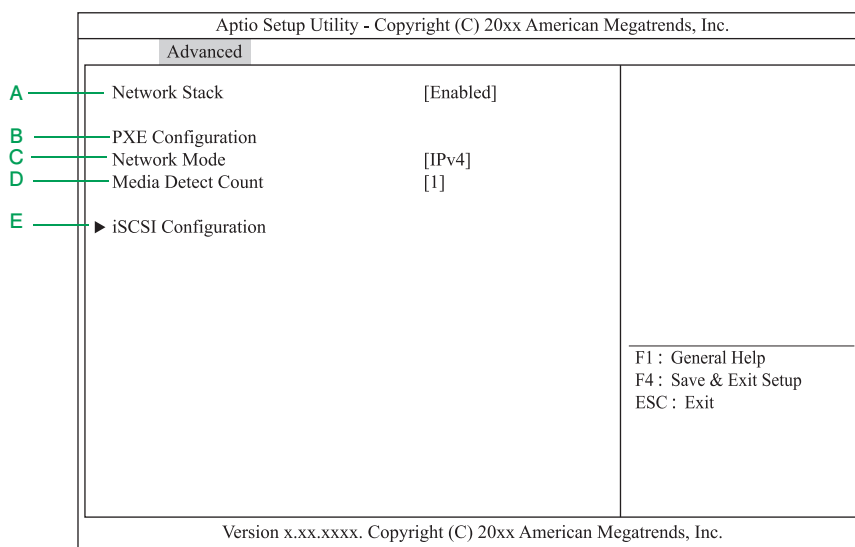 Aptio Setup Utility - Copyright (C) 20xx American Megatrends, Inc.
Advanced
A Network Stack [Enabled]
B PXE Configuration
C Network Mode [IPv4]
D Media Detect Count [1]
E ▶ iSCSI Configuration
F1 : General Help
F4 : Save & Exit Setup
ESC : Exit
Version x.xx.xxxx. Copyright (C) 20xx American Megatrends, Inc.